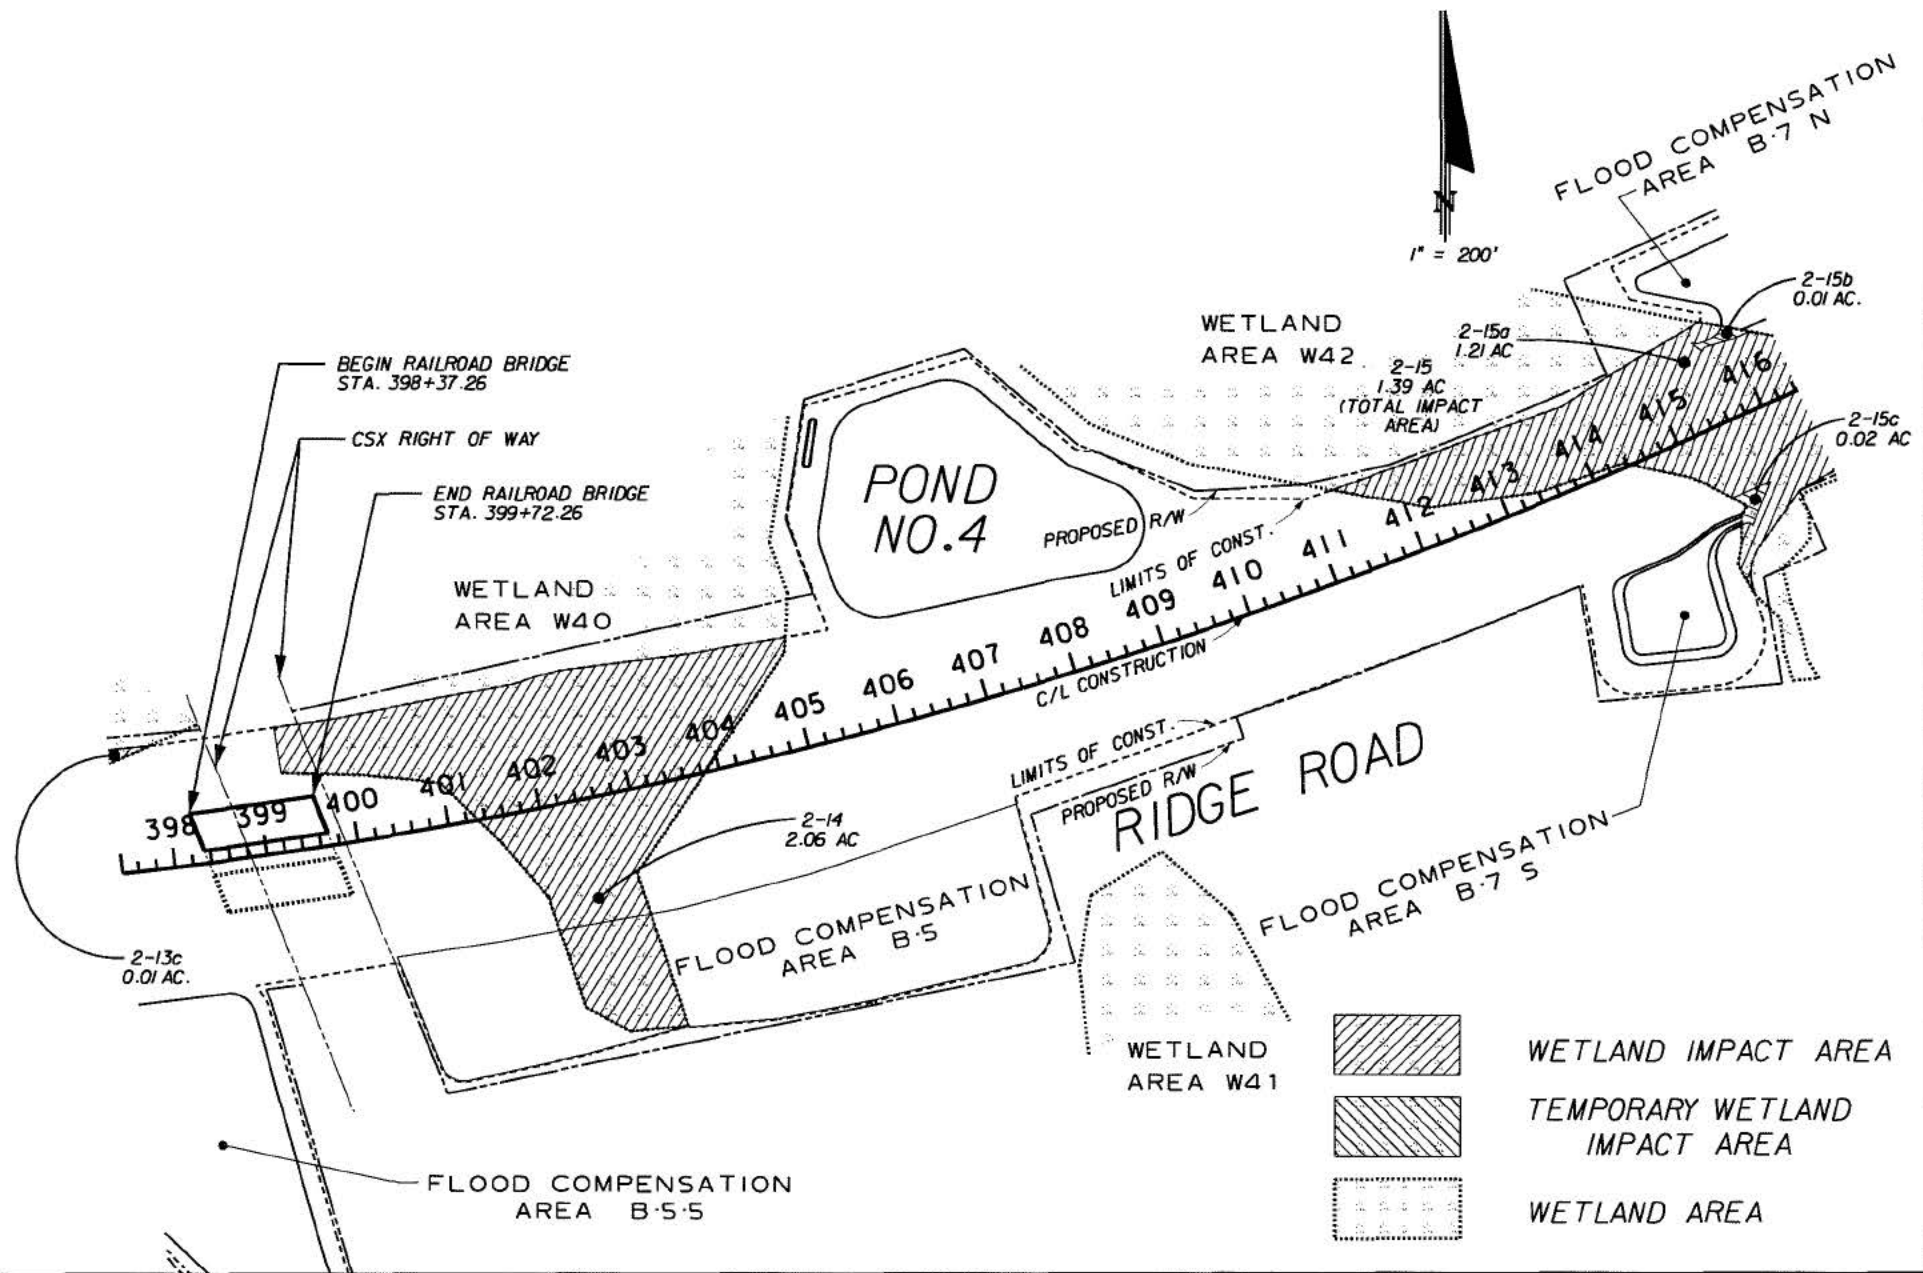 FLOOD COMPENSATION
AREA B-7 N
N
1" = 200'
2-15b
0.01 AC.
WETLAND
AREA W42
2-15a
1.21 AC
2-15
1.39 AC
(TOTAL IMPACT
AREA)
2-15c
0.02 AC
BEGIN RAILROAD BRIDGE
STA. 398+37.26
CSX RIGHT OF WAY
END RAILROAD BRIDGE
STA. 399+72.26
POND
NO.4
PROPOSED R/W
LIMITS OF CONST.
WETLAND
AREA W40
398
399
400
401
402
403
404
405
406
407
408
409
410
411
412
413
414
415
416
C/L CONSTRUCTION
LIMITS OF CONST.
PROPOSED R/W
RIDGE ROAD
2-14
2.06 AC
FLOOD COMPENSATION
AREA B-5
FLOOD COMPENSATION
AREA B-7 S
2-13c
0.01 AC.
WETLAND
AREA W41
FLOOD COMPENSATION
AREA B-5-5
WETLAND IMPACT AREA
TEMPORARY WETLAND
IMPACT AREA
WETLAND AREA